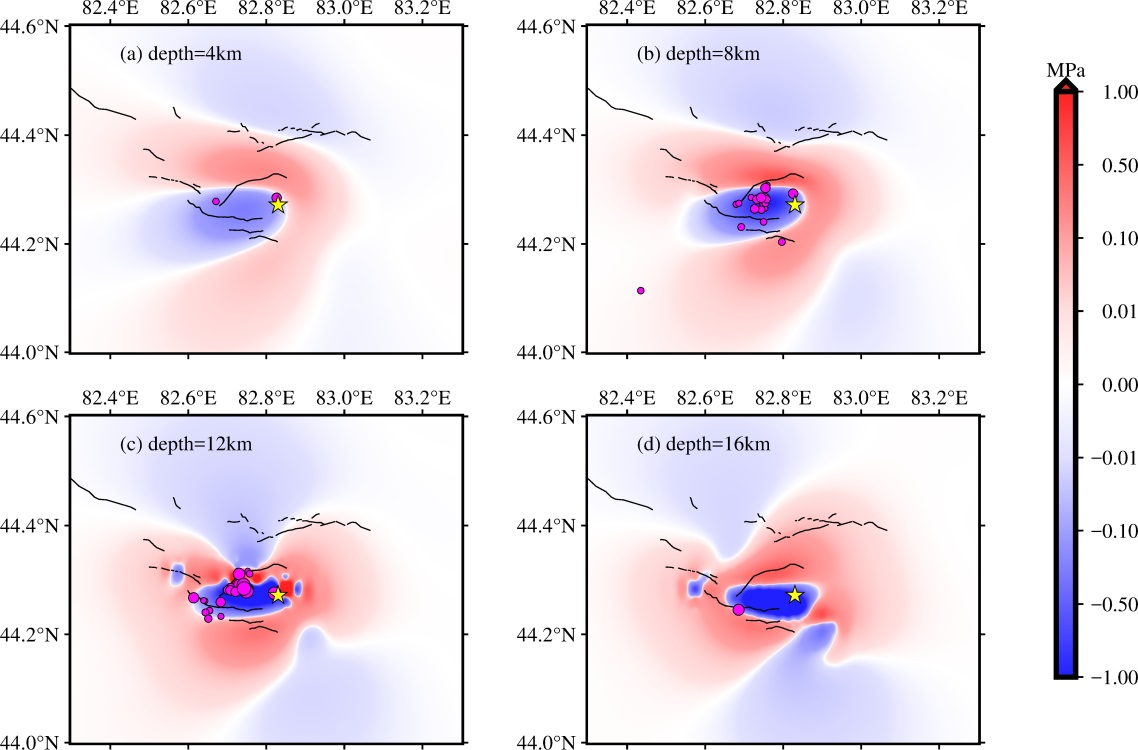 82.4°E 82.6°E 82.8°E 83.0°E 83.2°E
82.4°E 82.6°E 82.8°E 83.0°E 83.2°E
44.6°N
44.6°N
(a) depth=4km
(b) depth=8km
44.4°N
44.4°N
44.2°N
44.2°N
44.0°N
44.0°N
82.4°E 82.6°E 82.8°E 83.0°E 83.2°E
82.4°E 82.6°E 82.8°E 83.0°E 83.2°E
44.6°N
44.6°N
(c) depth=12km
(d) depth=16km
44.4°N
44.4°N
44.2°N
44.2°N
44.0°N
44.0°N
MPa
1.00
0.50
0.10
0.01
0.00
−0.01
−0.10
−0.50
−1.00